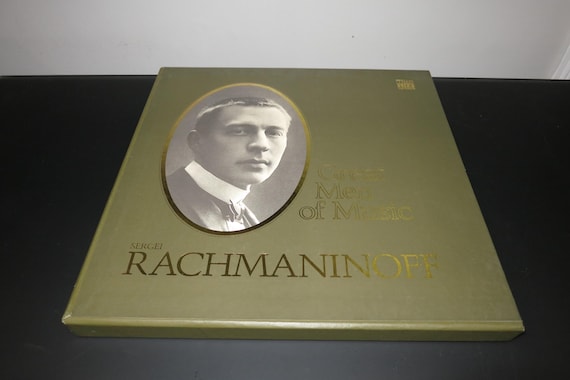 Great
Men
of Music
SERGEI
RACHMANINOFF